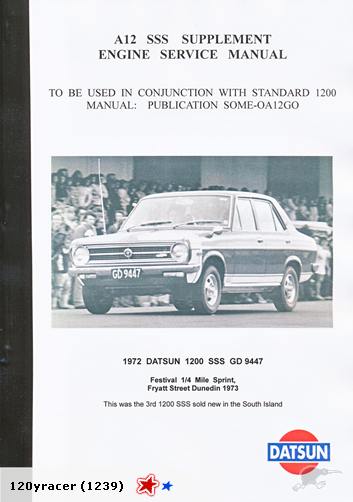 A12 SSS SUPPLEMENT
ENGINE SERVICE MANUAL
TO BE USED IN CONJUNCTION WITH STANDARD 1200
MANUAL: PUBLICATION SOME-OA12GO
GD 9447
1972 DATSUN 1200 SSS GD 9447
Festival 1/4 Mile Sprint,
Fryatt Street Dunedin 1973
This was the 3rd 1200 SSS sold new in the South Island
DATSUN
120yracer (1239)